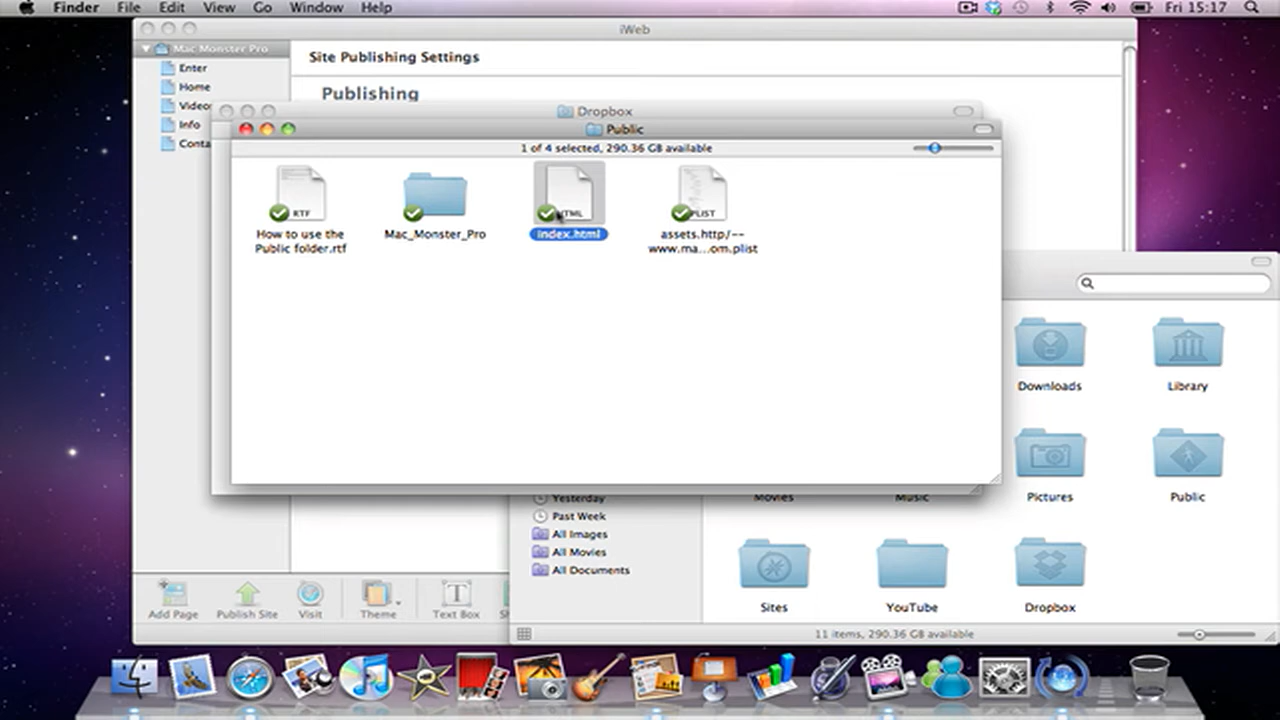 Finder File Edit View Go Window Help Fri 15:17
iWeb
Mac Monster Pro
Site Publishing Settings
Enter
Publishing
Home
Video
Info
Conta
Dropbox
Public
1 of 4 selected, 290.36 GB available
RTF
HTML
PLIST
How to use the
Public folder.rtf
Mac_Monster_Pro
index.html
assets.http/--
www.ma...om.plist
Downloads
Library
Movies
Music
Pictures
Public
Yesterday
Past Week
All Images
All Movies
All Documents
Sites
YouTube
Dropbox
Add Page
Publish Site
Visit
Theme
Text Box
11 items, 290.36 GB available